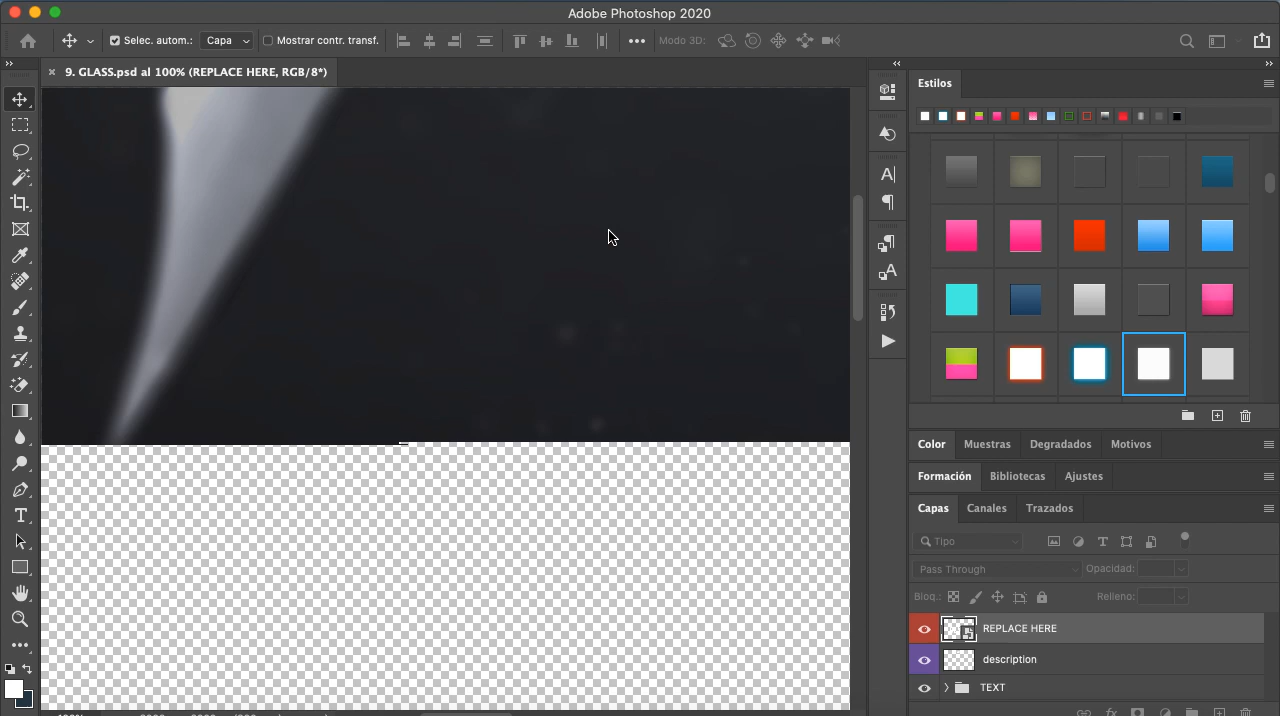 Adobe Photoshop 2020
Selec. autom.: Capa Mostrar contr. transf. Modo 3D:
9. GLASS.psd al 100% (REPLACE HERE, RGB/8*)
Estilos
Color Muestras Degradados Motivos
Formación Bibliotecas Ajustes
Capas Canales Trazados
Tipo
Pass Through Opacidad:
Bloq.: Relleno:
REPLACE HERE
description
TEXT